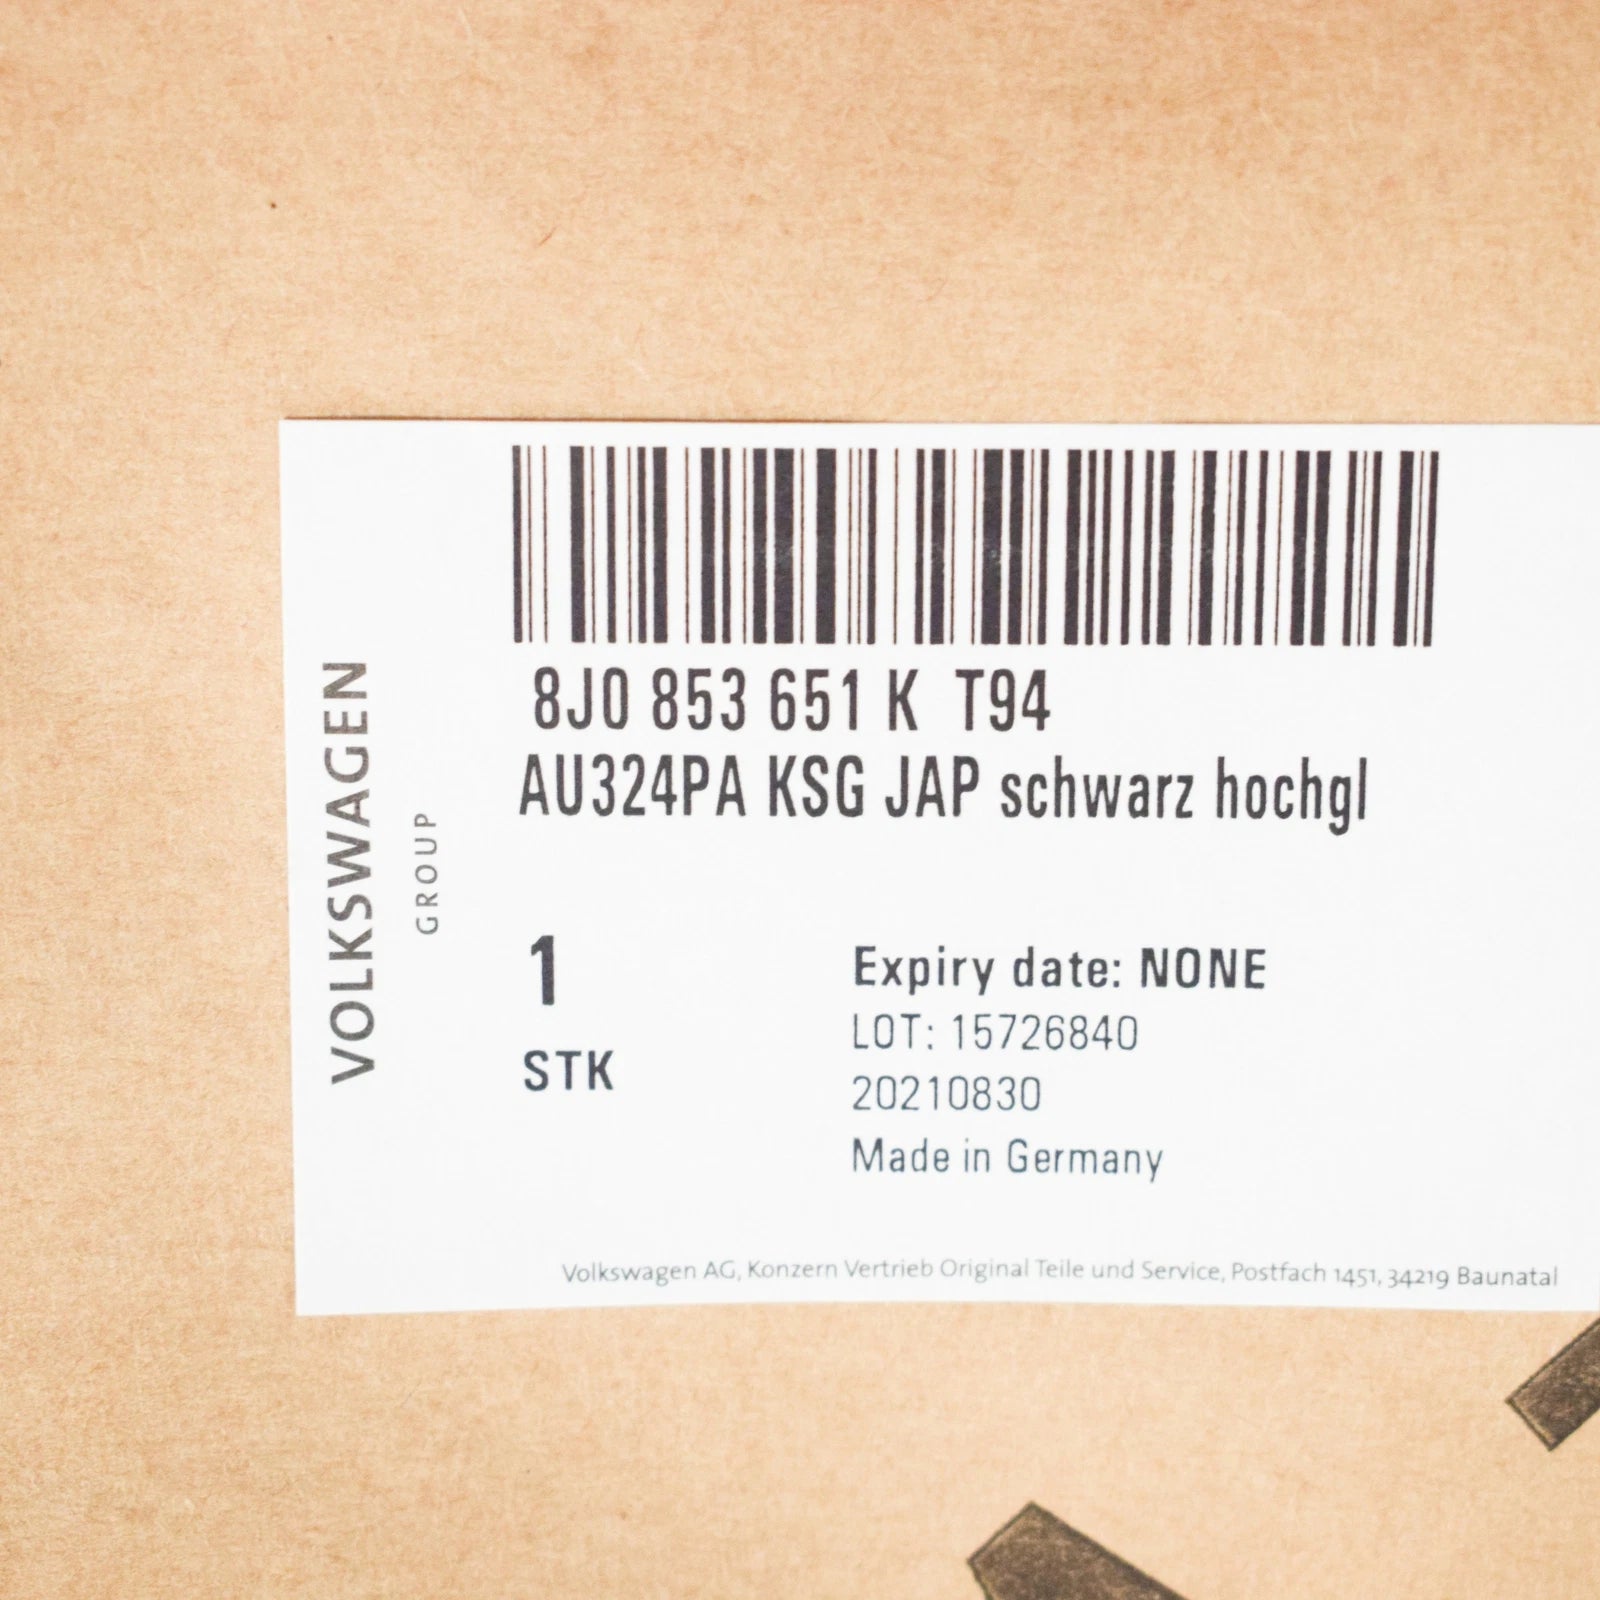 VOLKSWAGEN
GROUP
8J0 853 651 K T94
AU324PA KSG JAP schwarz hochgl
1
STK
Expiry date: NONE
LOT: 15726840
20210830
Made in Germany
Volkswagen AG, Konzern Vertrieb Original Teile und Service, Postfach 1451, 34219 Baunatal